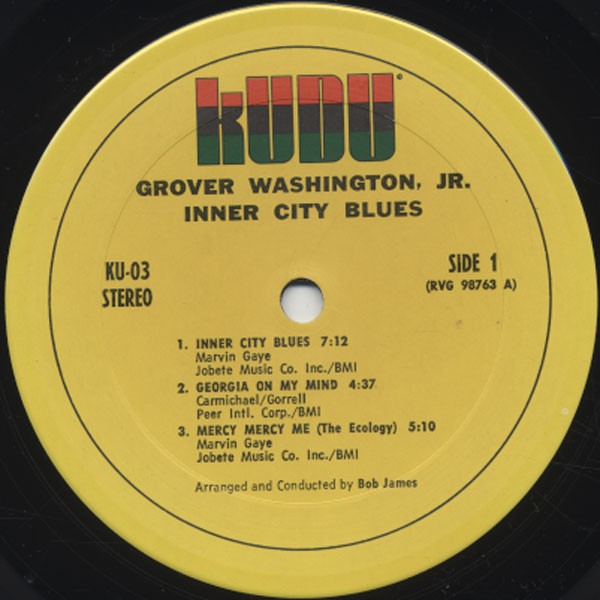 KUDU®
GROVER WASHINGTON, JR.
INNER CITY BLUES
KU-03
STEREO
SIDE 1
(RVG 98763 A)
1. INNER CITY BLUES 7:12
Marvin Gaye
Jobete Music Co. Inc./BMI
2. GEORGIA ON MY MIND 4:37
Carmichael/Gorrell
Peer Intl. Corp./BMI
3. MERCY MERCY ME (The Ecology) 5:10
Marvin Gaye
Jobete Music Co. Inc./BMI
Arranged and Conducted by Bob James